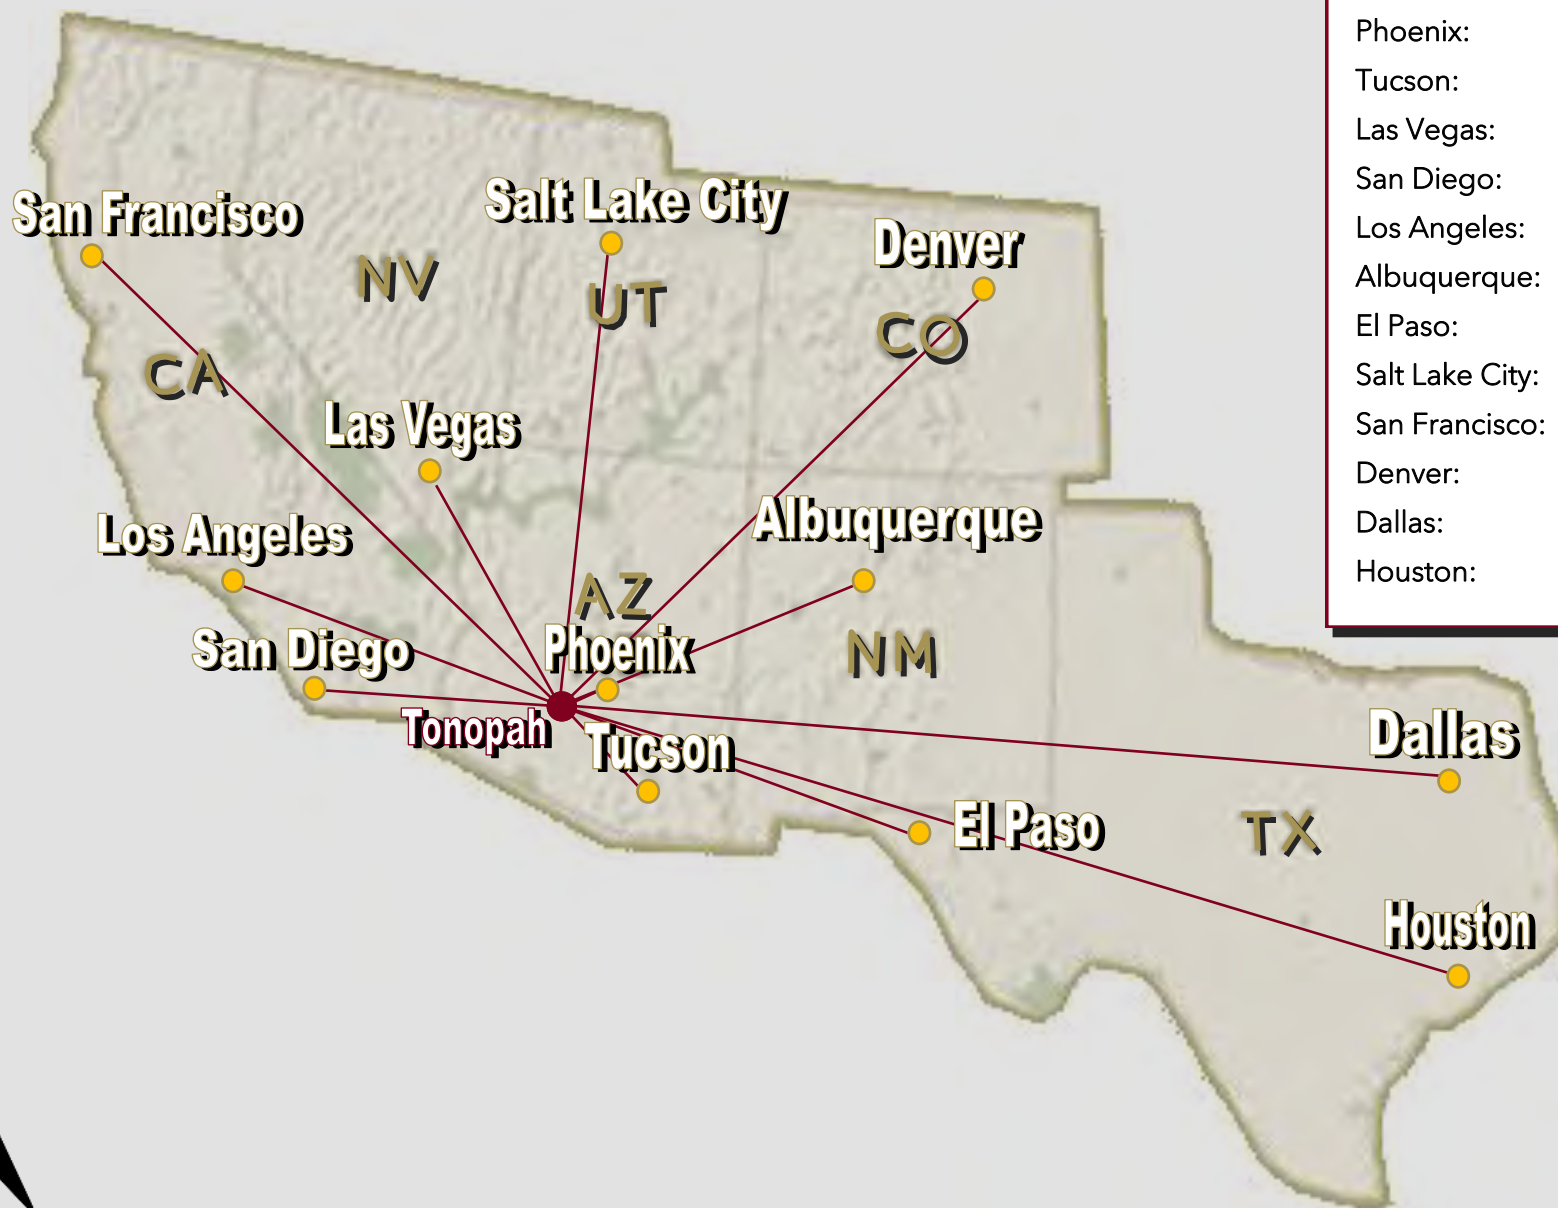 Phoenix:
Tucson:
Las Vegas:
San Diego:
Los Angeles:
Albuquerque:
El Paso:
Salt Lake City:
San Francisco:
Denver:
Dallas:
Houston:
San Francisco
Salt Lake City
Denver
NV
UT
CO
CA
Las Vegas
Albuquerque
Los Angeles
AZ
San Diego
Phoenix
NM
Tonopah
Tucson
Dallas
El Paso
TX
Houston